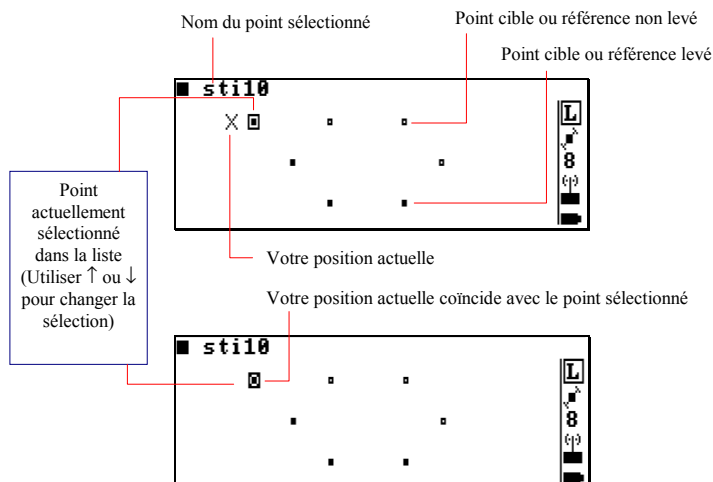 Nom du point sélectionné
Point cible ou référence non levé
Point cible ou référence levé
sti10
L
8
Point
actuellement
sélectionné
dans la liste
(Utiliser ↑ ou ↓
pour changer la
sélection)
Votre position actuelle
Votre position actuelle coïncide avec le point sélectionné
sti10
L
8